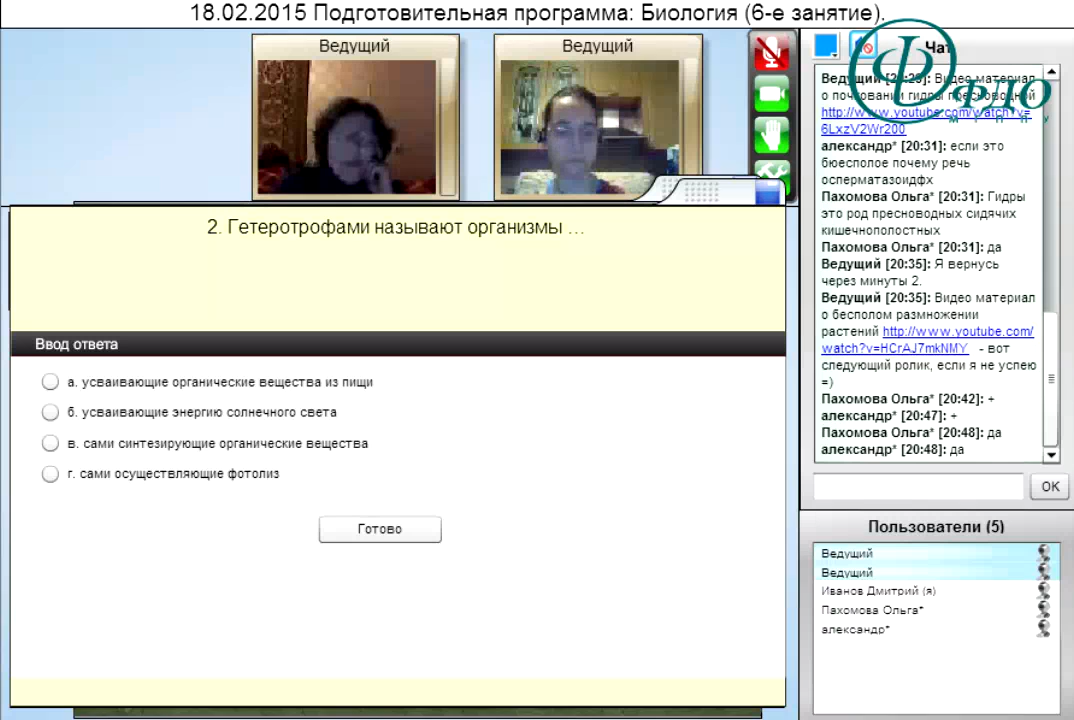 18.02.2015 Подготовительная программа: Биология (6-е занятие).
Ведущий
Ведущий
2. Гетеротрофами называют организмы ...
Ввод ответа
а. усваивающие органические вещества из пищи
б. усваивающие энергию солнечного света
в. сами синтезирующие органические вещества
г. сами осуществляющие фотолиз
Готово
Чат
ФДО
Ведущий [20:29]: Видео материал
о почковании гидры пресноводной
http://www.youtube.com/watch?v=
6LxzV2Wr200
александр* [20:31]: если это
бюесполое почему речь
осперматазоидфх
Пахомова Ольга* [20:31]: Гидры
это род пресноводных сидячих
кишечнополостных
Пахомова Ольга* [20:31]: да
Ведущий [20:35]: Я вернусь
через минуты 2.
Ведущий [20:35]: Видео материал
о бесполом размножении
растений http://www.youtube.com/
watch?v=HCrAJ7mkNMY - вот
следующий ролик, если я не успею
=)
Пахомова Ольга* [20:42]: +
александр* [20:47]: +
Пахомова Ольга* [20:48]: да
александр* [20:48]: да
ОК
Пользователи (5)
Ведущий
Ведущий
Иванов Дмитрий (я)
Пахомова Ольга*
александр*